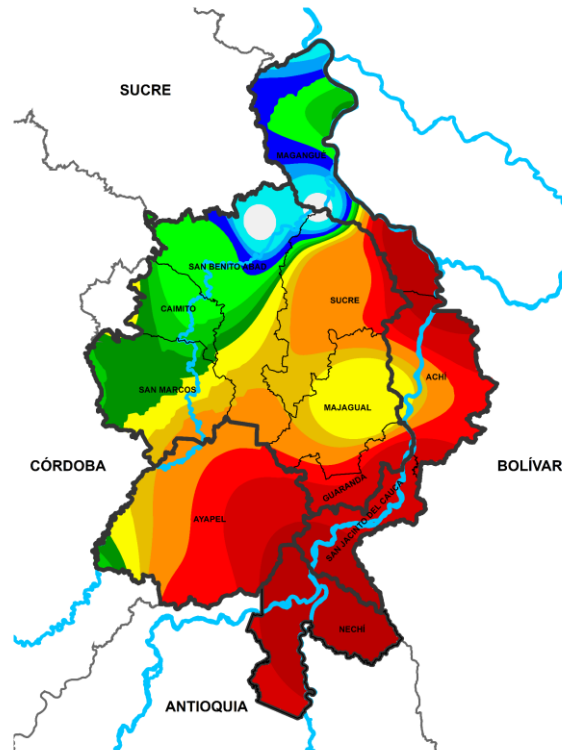 SUCRE
MAGANGUÉ
SAN BENITO ABAD
CAIMITO
SUCRE
SAN MARCOS
ACHÍ
MAJAGUAL
CÓRDOBA
BOLÍVAR
GUARANDA
AYAPEL
SAN JACINTO DEL CAUCA
NECHÍ
ANTIOQUIA